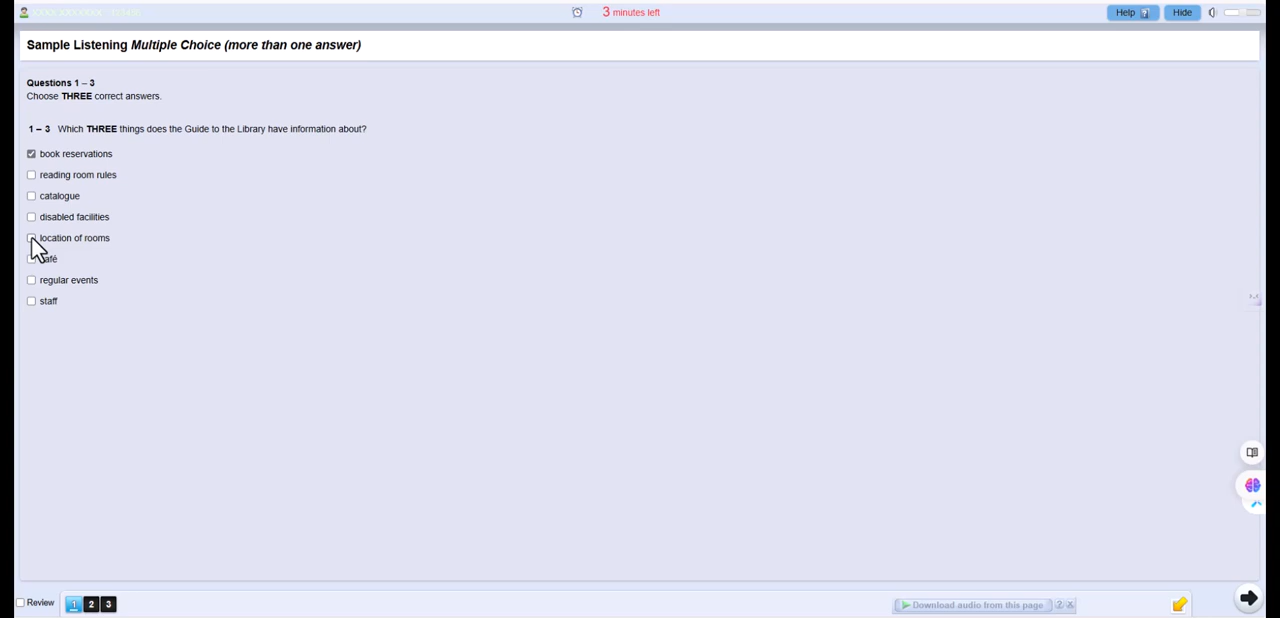 3 minutes left
Help
Hide
Sample Listening Multiple Choice (more than one answer)
Questions 1 – 3
Choose THREE correct answers.
1 – 3 Which THREE things does the Guide to the Library have information about?
book reservations
reading room rules
catalogue
disabled facilities
location of rooms
afé
regular events
staff
Review
1 2 3
Download audio from this page ? X